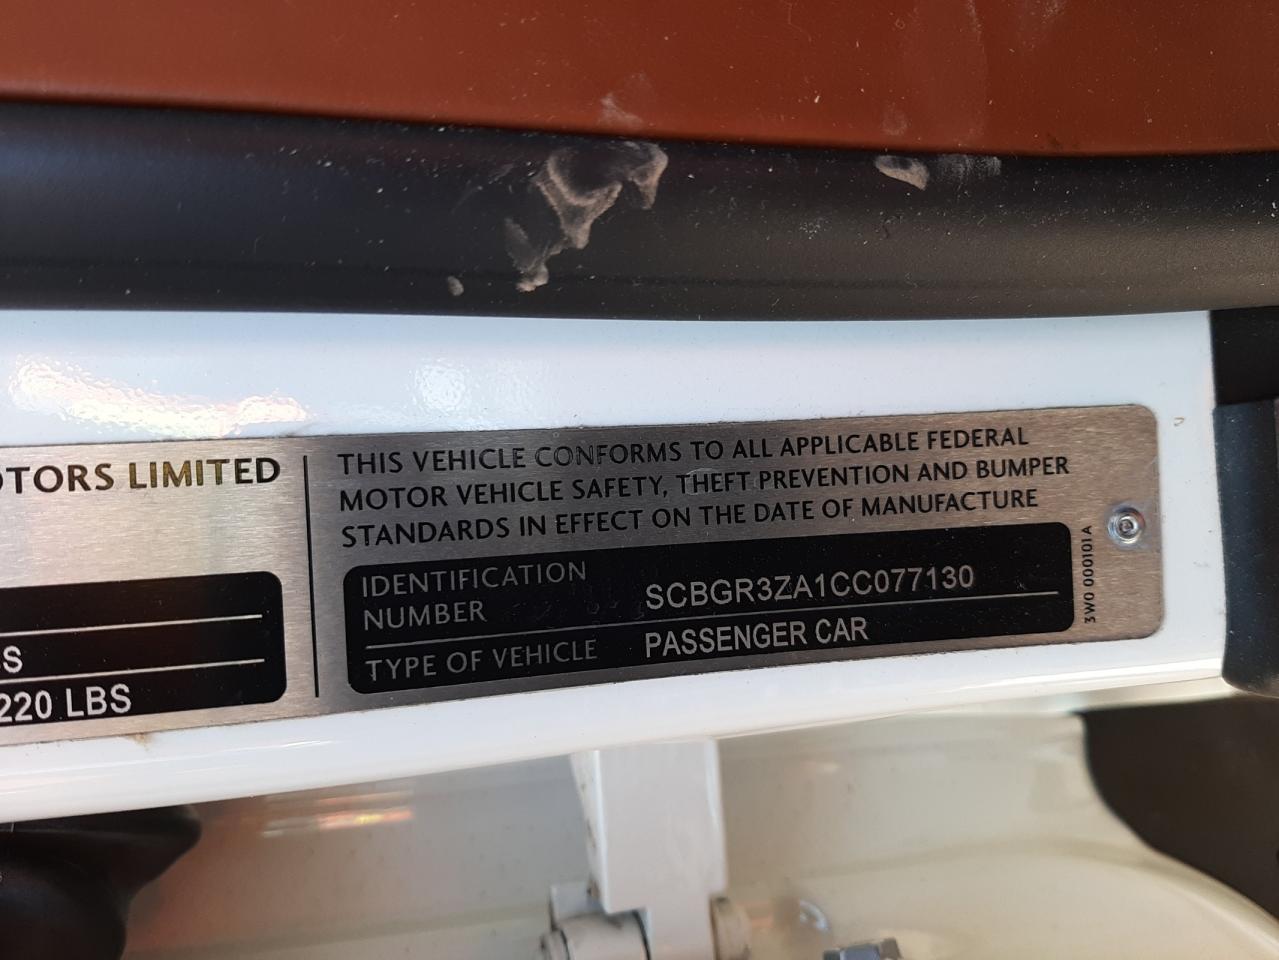 OTORS LIMITED
BS
220 LBS
THIS VEHICLE CONFORMS TO ALL APPLICABLE FEDERAL
MOTOR VEHICLE SAFETY, THEFT PREVENTION AND BUMPER
STANDARDS IN EFFECT ON THE DATE OF MANUFACTURE
IDENTIFICATION
NUMBER SCBGR3ZA1CC077130
TYPE OF VEHICLE PASSENGER CAR
3W0 000101 A